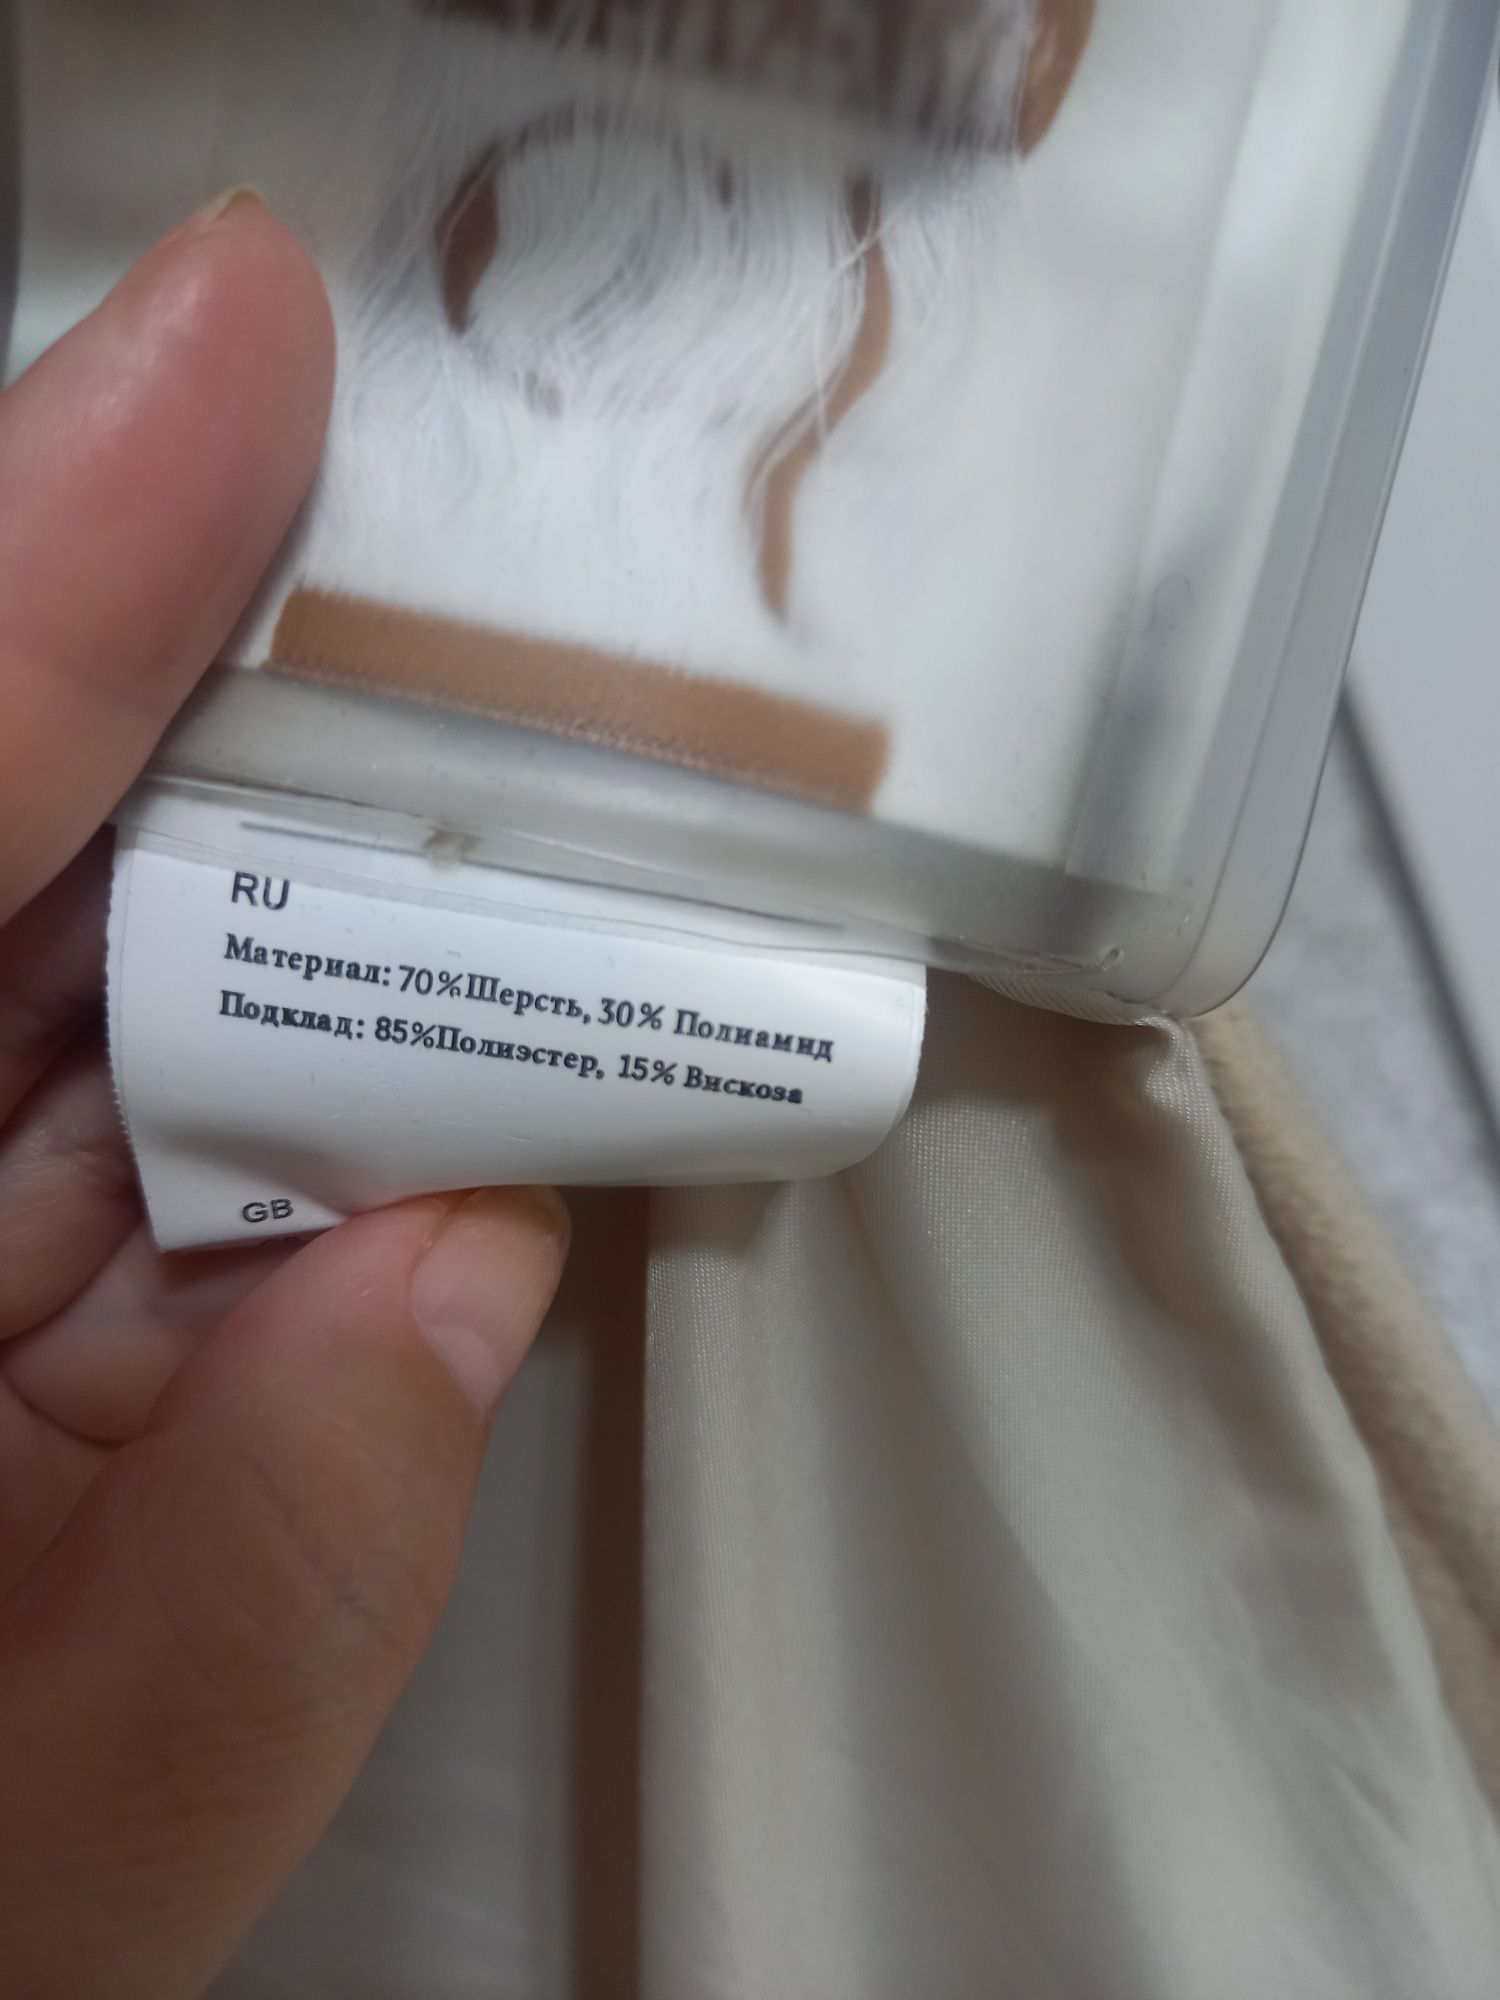 RU
Материал: 70%Шерсть, 30% Полиамид
Подклад: 85%Полиэстер, 15% Вискоза
GB